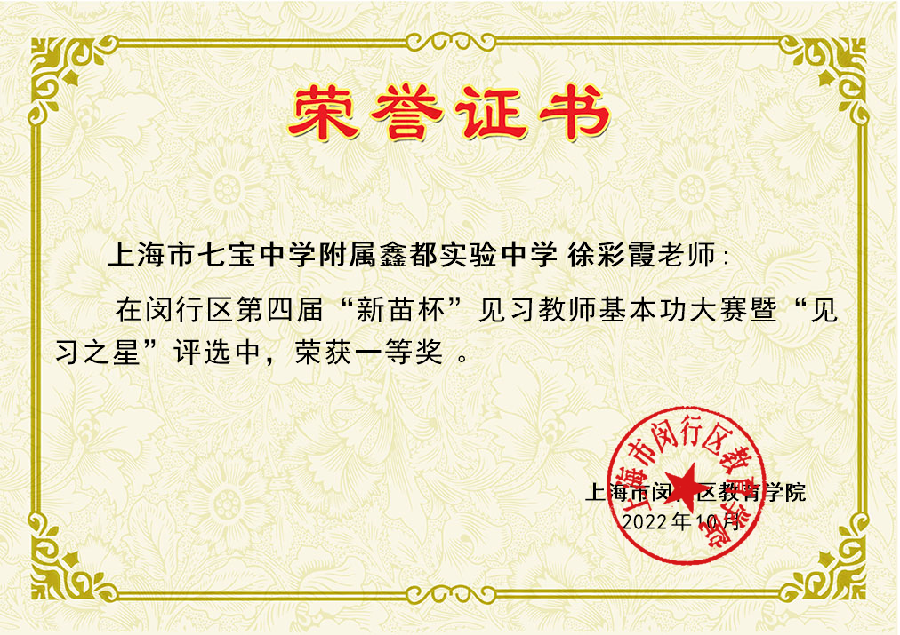 荣誉证书
上海市七宝中学附属鑫都实验中学 徐彩霞老师：
在闵行区第四届“新苗杯”见习教师基本功大赛暨“见
习之星”评选中，荣获一等奖 。
上海市闵行区教育学院
上海市闵行区教育学院
2022年10月